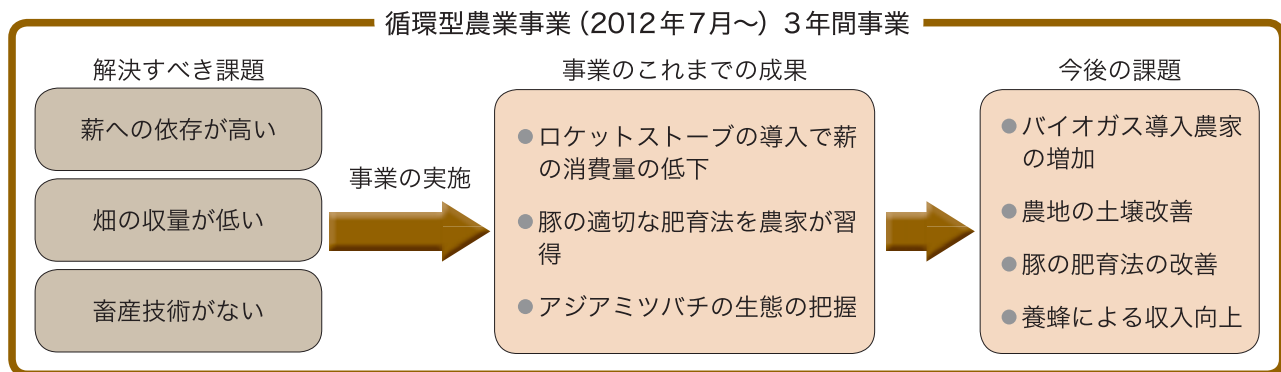 循環型農業事業（2012年7月～）3年間事業
解決すべき課題
薪への依存が高い
畑の収量が低い
畜産技術がない
事業の実施
事業のこれまでの成果
●ロケットストーブの導入で薪
の消費量の低下
●豚の適切な肥育法を農家が習
得
●アジアミツバチの生態の把握
今後の課題
●バイオガス導入農家
の増加
●農地の土壌改善
●豚の肥育法の改善
●養蜂による収入向上